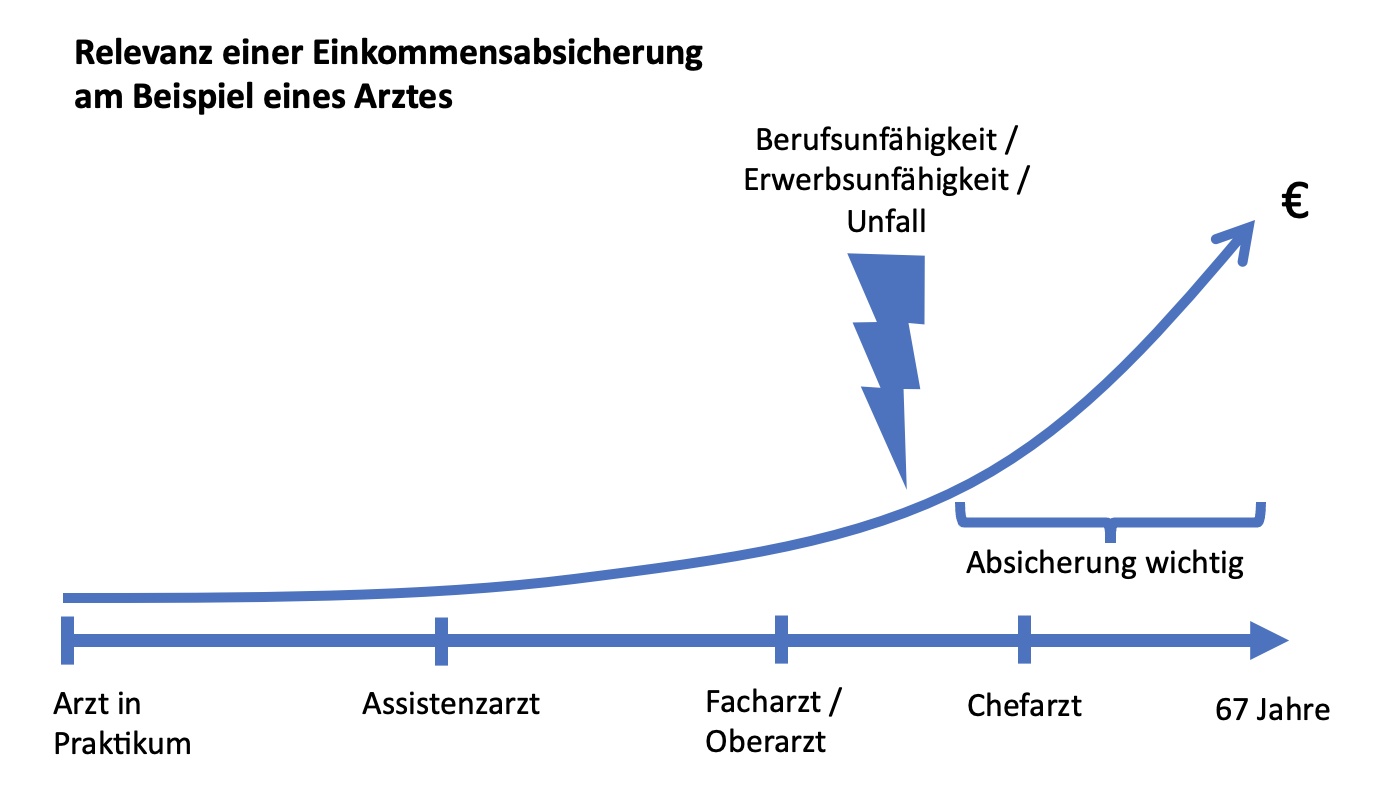 Relevanz einer Einkommensabsicherung
am Beispiel eines Arztes
Berufsunfähigkeit /
Erwerbsunfähigkeit /
Unfall
€
Absicherung wichtig
Arzt in
Praktikum
Assistenzarzt
Facharzt /
Oberarzt
Chefarzt
67 Jahre